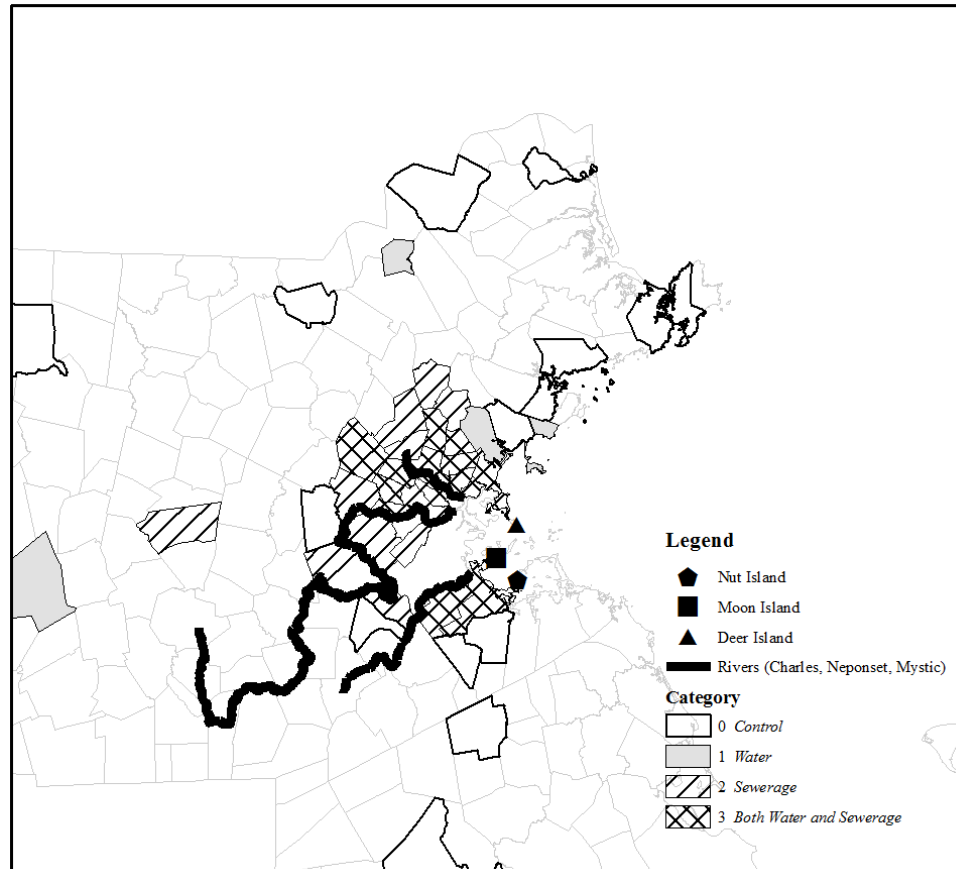 Legend
Nut Island
Moon Island
Deer Island
Rivers (Charles, Neponset, Mystic)
Category
0 Control
1 Water
2 Sewerage
3 Both Water and Sewerage